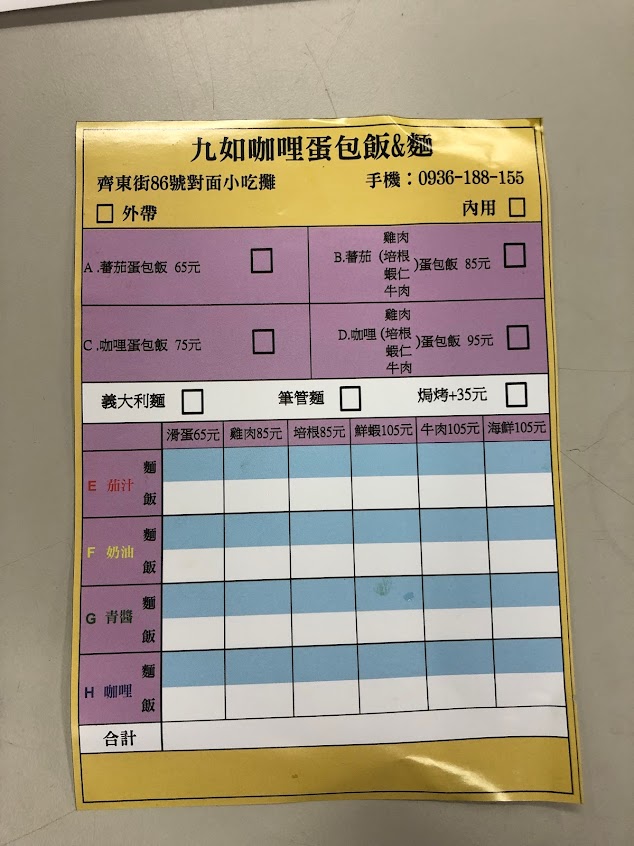 九如咖哩蛋包飯&麵
齊東街86號對面小吃攤 手機：0936-188-155
外帶 內用
A.蕃茄蛋包飯 65元
雞肉
B.蕃茄(培根)蛋包飯 85元
蝦仁
牛肉
C.咖哩蛋包飯 75元
雞肉
D.咖哩(培根)蛋包飯 95元
蝦仁
牛肉
義大利麵 筆管麵 焗烤+35元
滑蛋65元 雞肉85元 培根85元 鮮蝦105元 牛肉105元 海鮮105元
麵
E 茄汁
飯
麵
F 奶油
飯
麵
G 青醬
飯
麵
H 咖哩
飯
合計